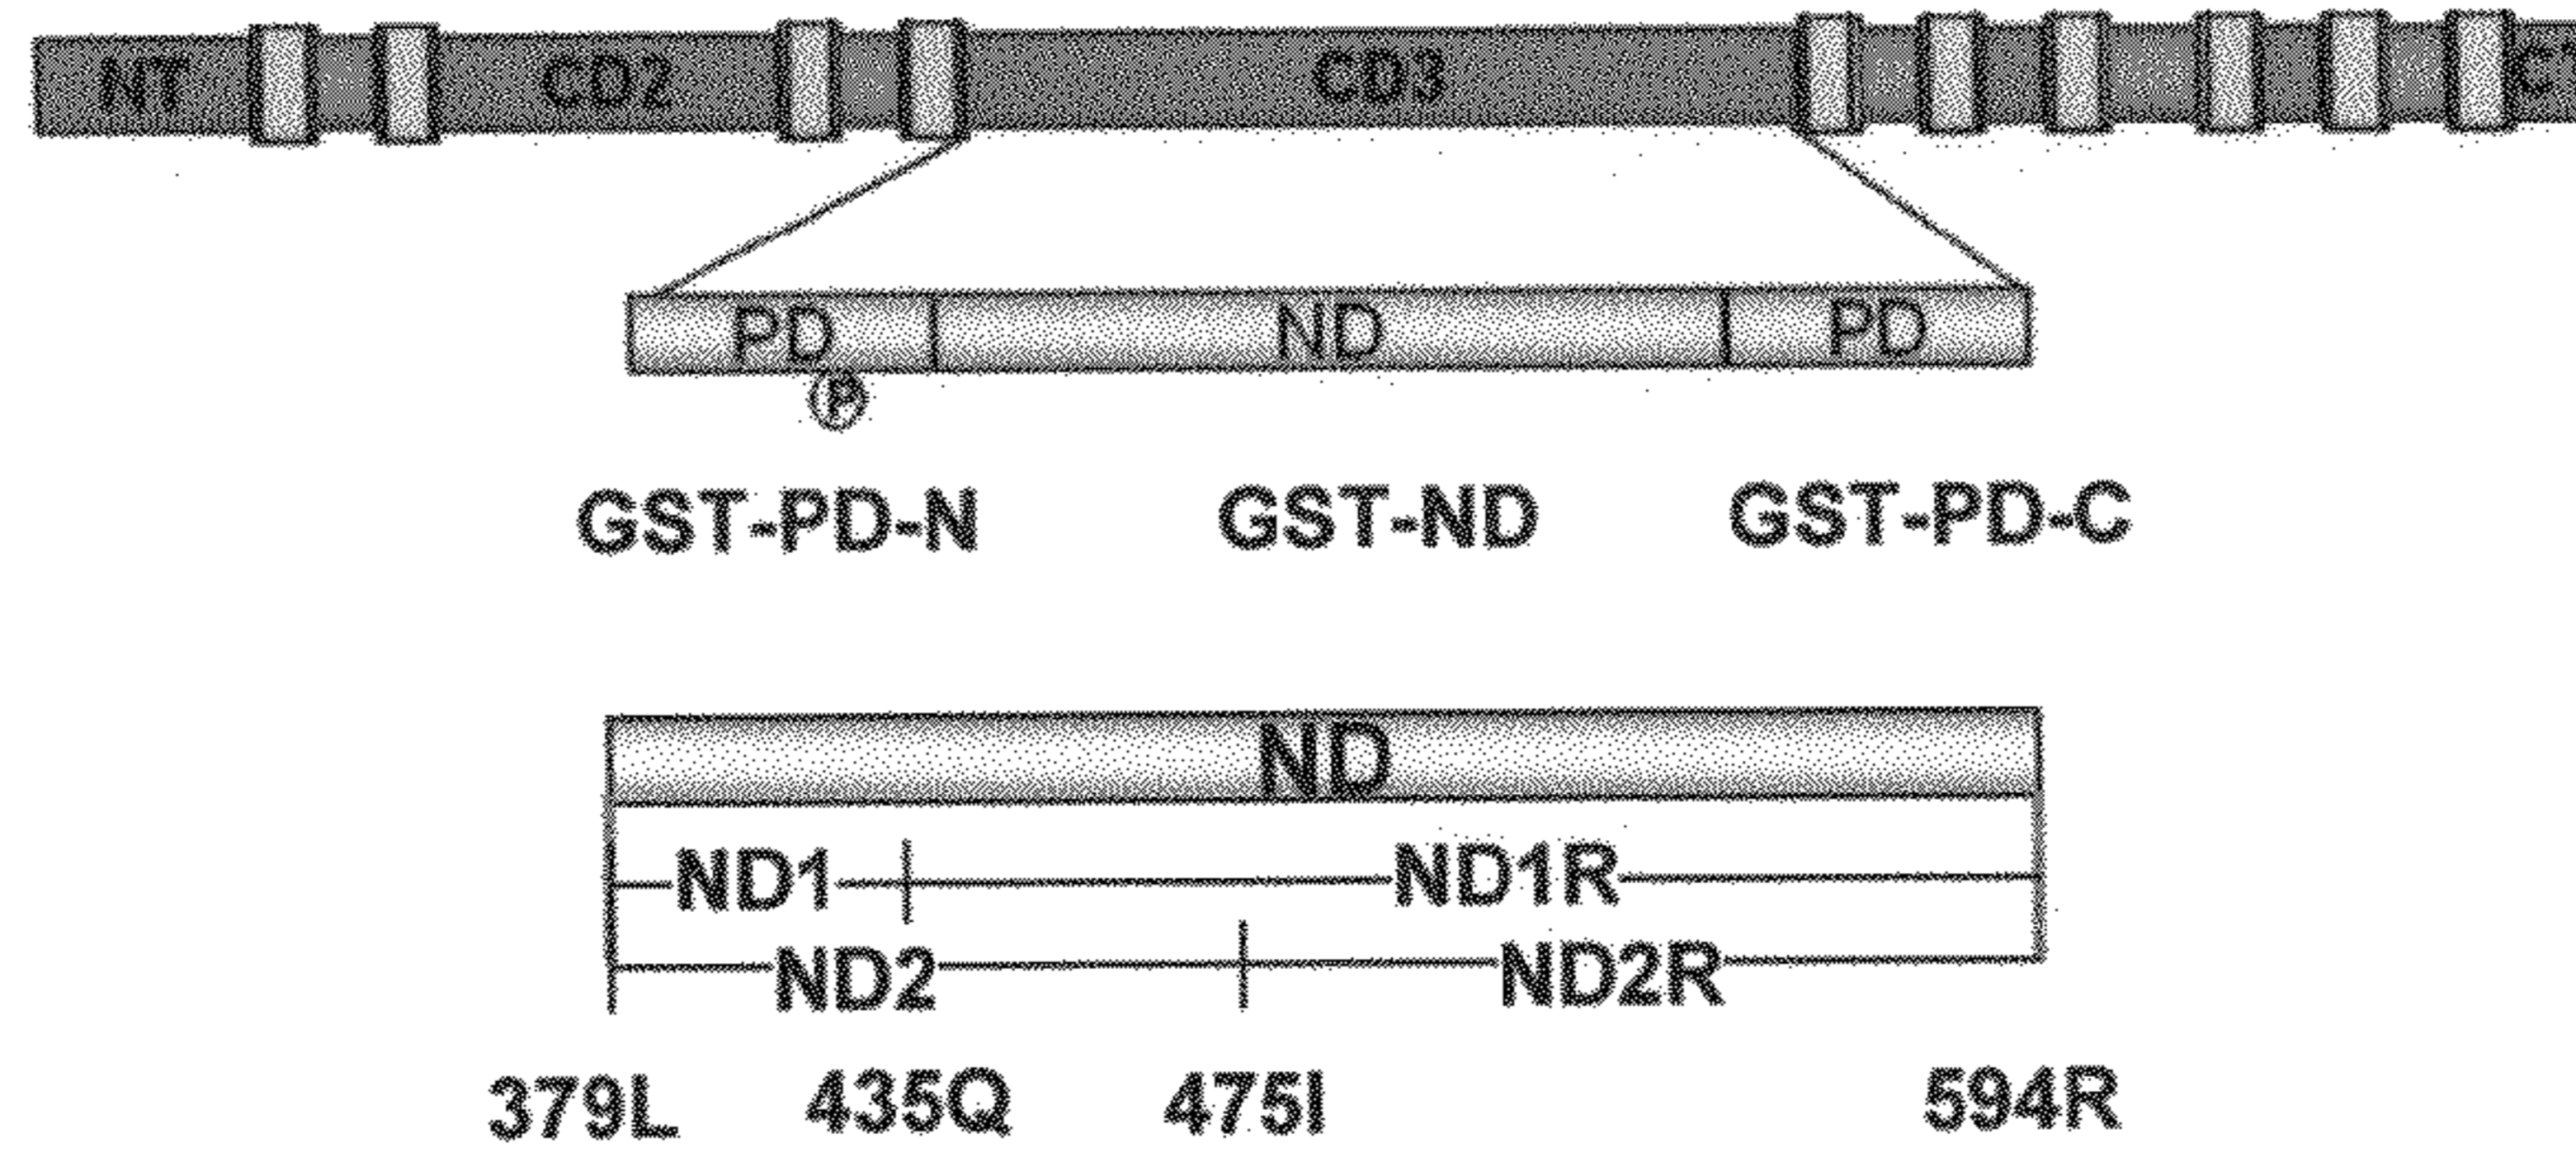 NT CD2 CD3
PD ND PD
P
GST-PD-N GST-ND GST-PD-C
ND
ND1 ND1R
ND2 ND2R
379L 435Q 475I 594R